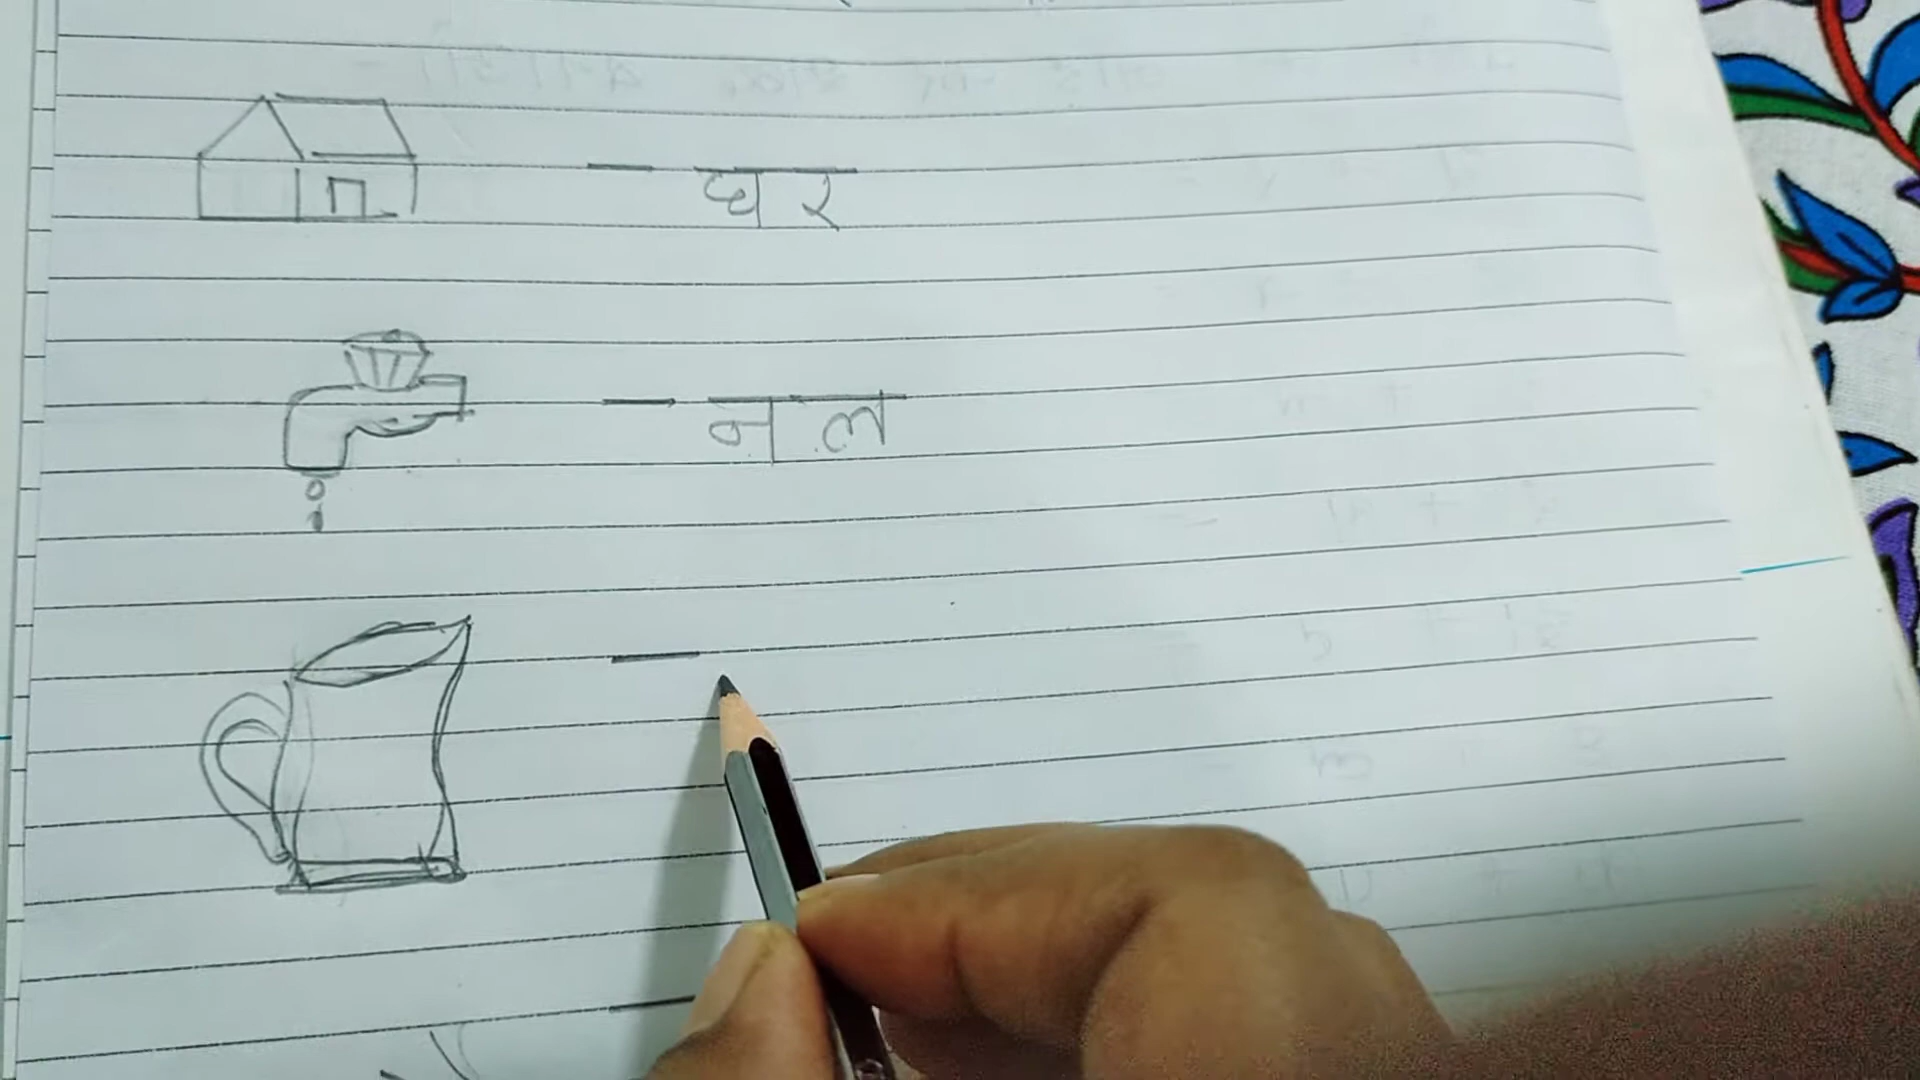 — घर
— नल
—